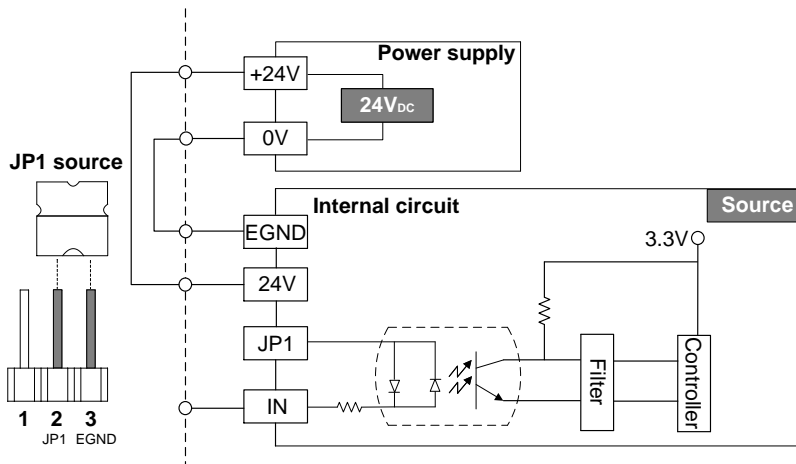 Power supply
+24V
24VDC
0V
JP1 source
Internal circuit
Source
EGND
3.3V
24V
JP1
IN
Filter
Controller
1 2 3
JP1 EGND